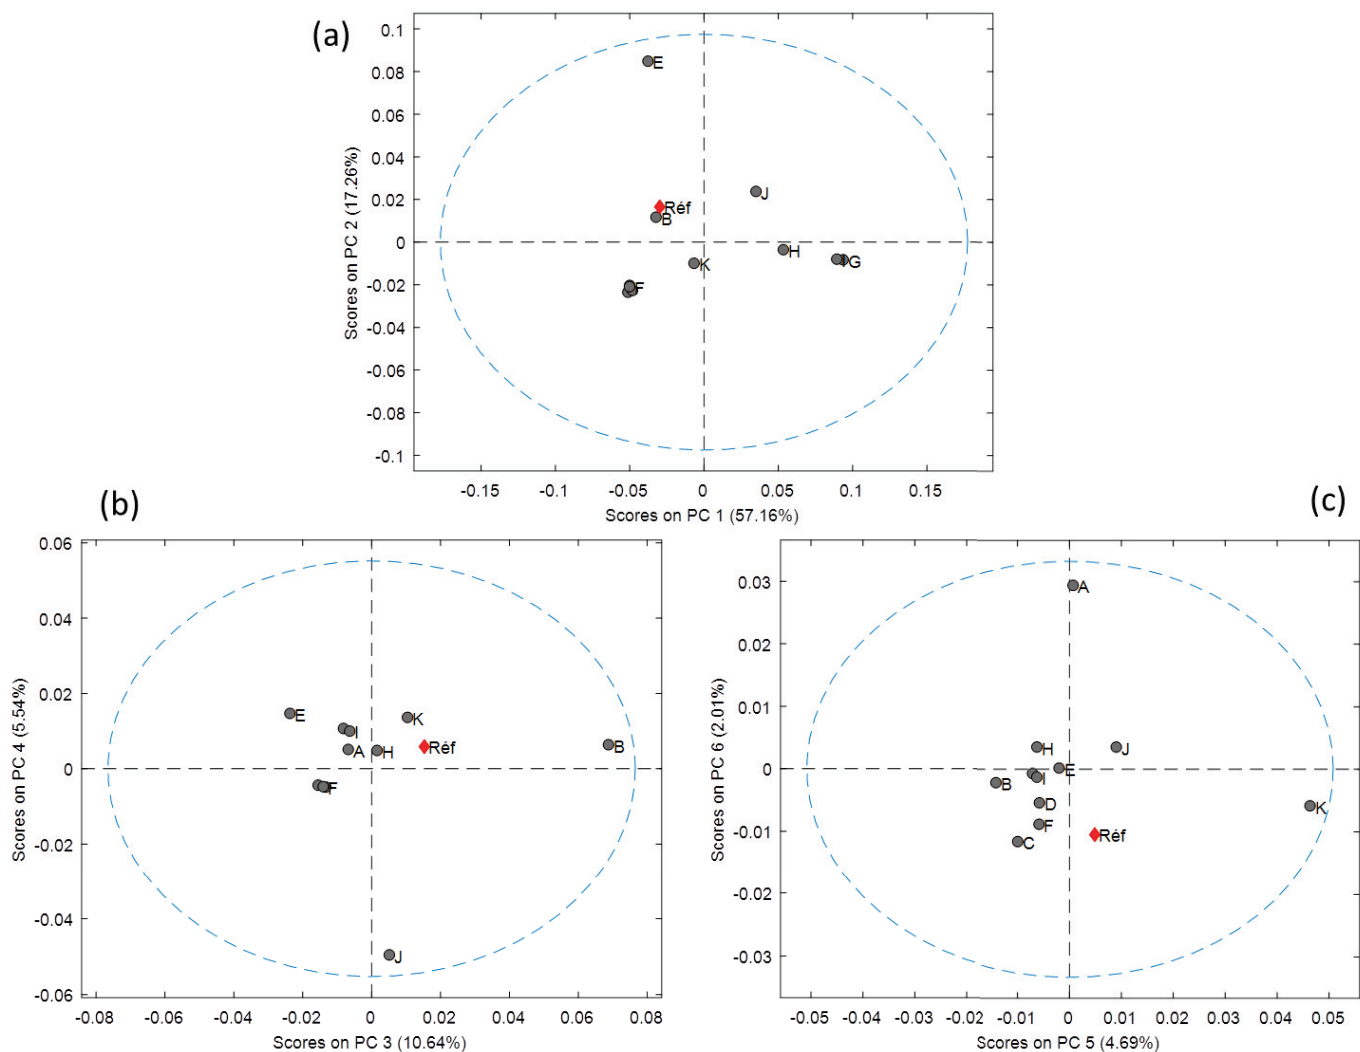 (a)
0.1
0.08
0.06
0.04
0.02
0
-0.02
-0.04
-0.06
-0.08
-0.1
Scores on PC 2 (17.26%)
E
J
Réf
B
H
K
I G
F
-0.15 -0.1 -0.05 0 0.05 0.1 0.15
Scores on PC 1 (57.16%)
(b)
0.06
0.04
0.02
0
-0.02
-0.04
-0.06
Scores on PC 4 (5.54%)
E
K
I
A
H
Réf
B
F
J
-0.08 -0.06 -0.04 -0.02 0 0.02 0.04 0.06 0.08
Scores on PC 3 (10.64%)
(c)
0.03
0.02
0.01
0
-0.01
-0.02
-0.03
Scores on PC 6 (2.01%)
A
H
J
E
I
B
D
K
F
Réf
C
-0.05 -0.04 -0.02 -0.02 -0.01 0 0.01 0.02 0.04 0.04 0.05
Scores on PC 5 (4.69%)